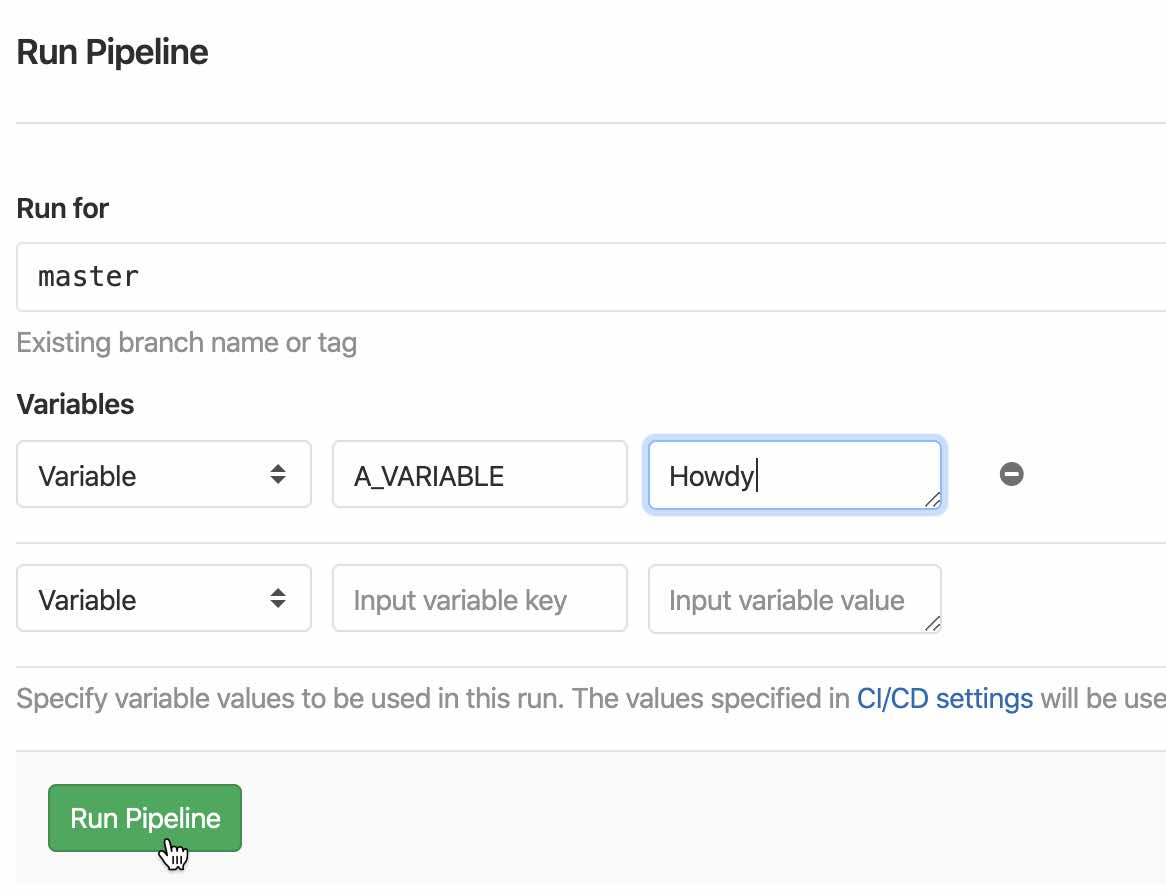 Run Pipeline
Run for
master
Existing branch name or tag
Variables
Variable A_VARIABLE Howdy
Variable Input variable key Input variable value
Specify variable values to be used in this run. The values specified in CI/CD settings will be use
Run Pipeline